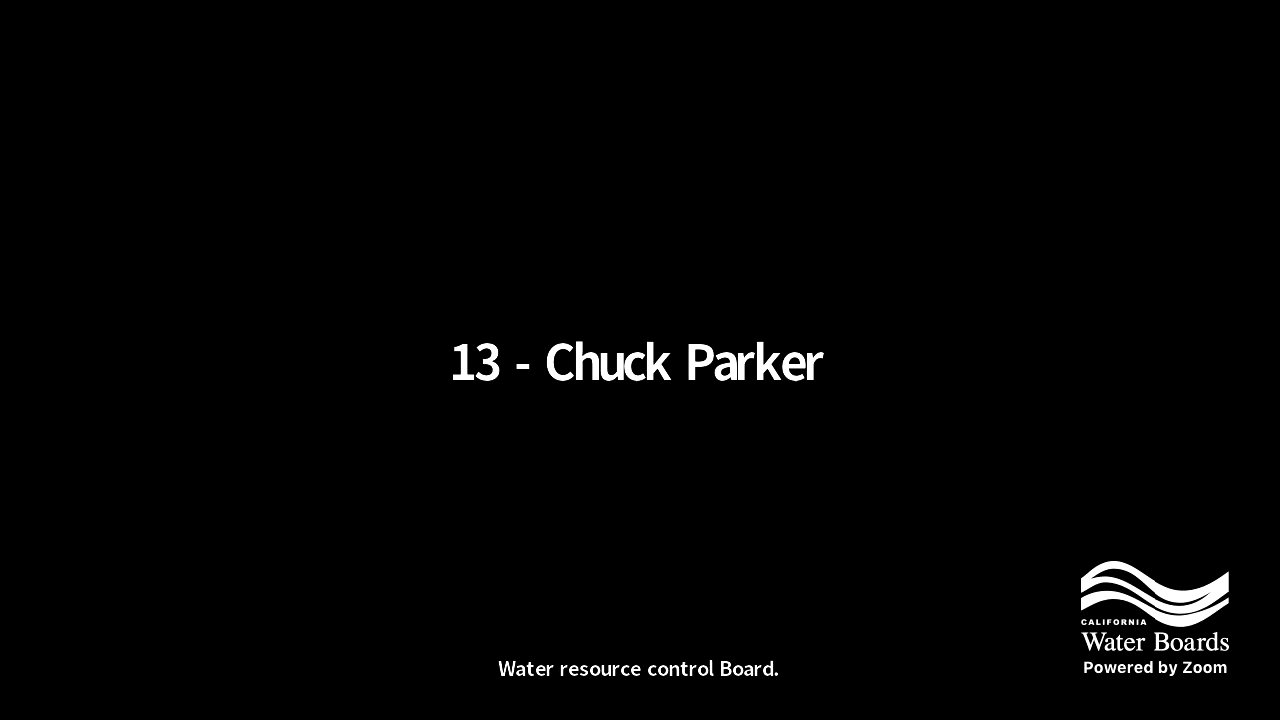 13 - Chuck Parker
CALIFORNIA
Water Boards
Powered by Zoom
Water resource control Board.